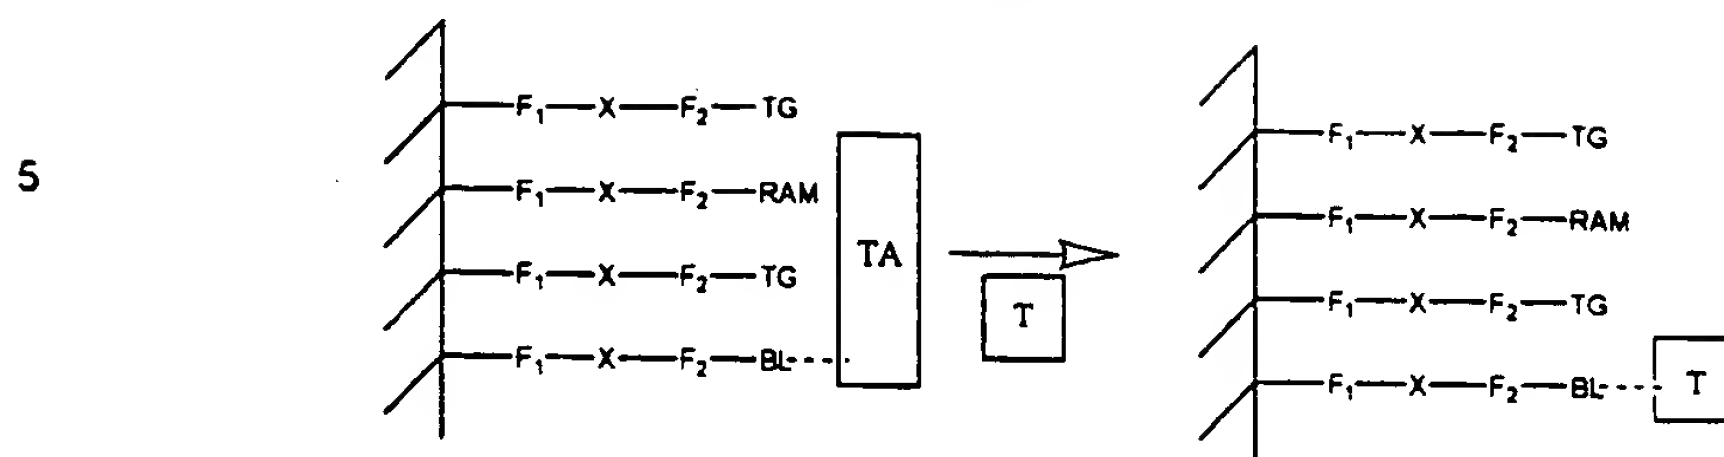 F₁—X—F₂—TG
F₁—X—F₂—TG
5
F₁—X—F₂—RAM
F₁—X—F₂—RAM
TA
F₁—X—F₂—TG
T
F₁—X—F₂—TG
F₁—X—F₂—BL
F₁—X—F₂—BL
T